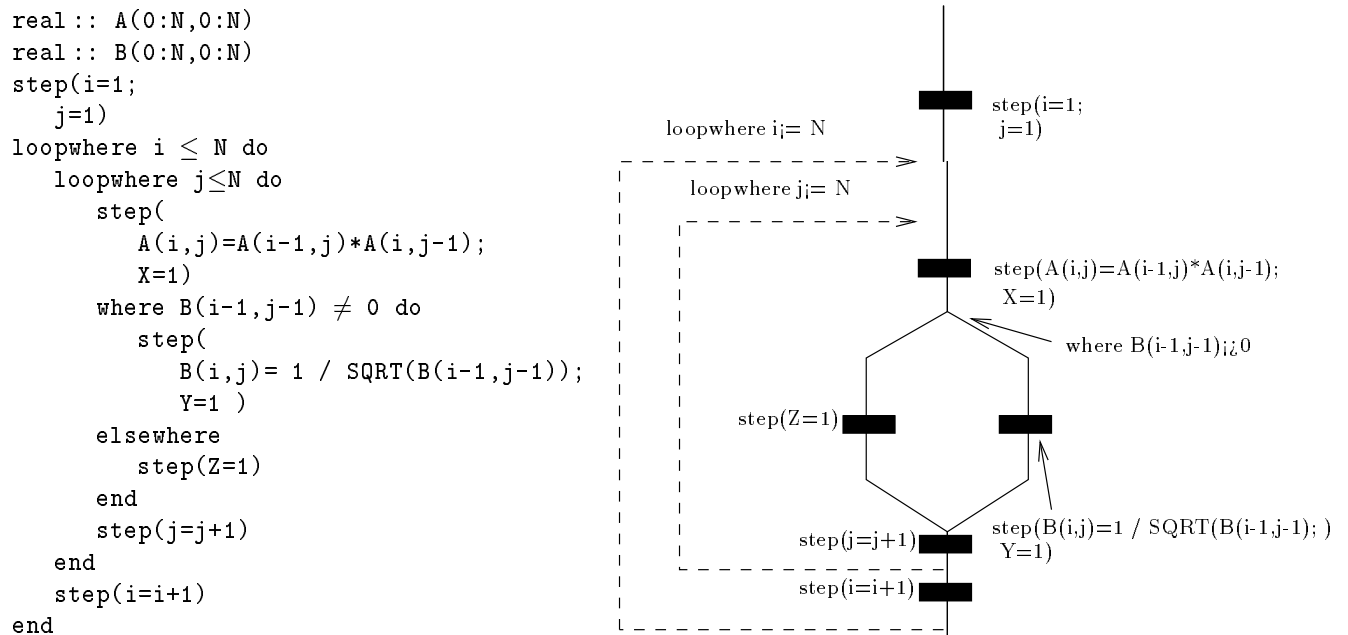 real :: A(0:N,0:N)
real :: B(0:N,0:N)
step(i=1;
j=1)
loopwhere i ≤ N do
loopwhere j≤N do
step(
A(i,j)=A(i-1,j)*A(i,j-1);
X=1)
where B(i-1,j-1) ≠ 0 do
step(
B(i,j)= 1 / SQRT(B(i-1,j-1));
Y=1 )
elsewhere
step(Z=1)
end
step(j=j+1)
end
step(i=i+1)
end
step(i=1;
j=1)
loopwhere i¡= N
loopwhere j¡= N
step(A(i,j)=A(i-1,j)*A(i,j-1);
X=1)
where B(i-1,j-1)¡¿0
step(Z=1)
step(B(i,j)=1 / SQRT(B(i-1,j-1); )
Y=1)
step(j=j+1)
step(i=i+1)